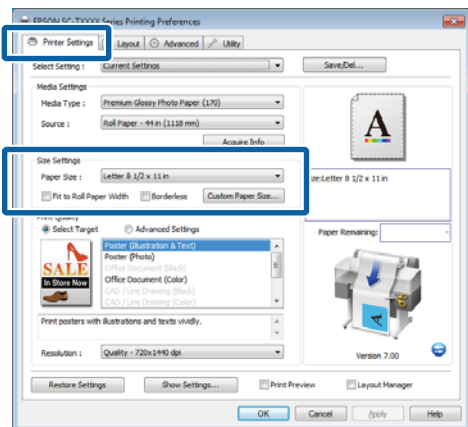 EPSON SC-TXXXX Series Printing Preferences
Printer Settings Layout Advanced Utility
Select Setting : Current Settings Save/Del...
Media Settings
Media Type : Premium Glossy Photo Paper (170)
Source : Roll Paper - 44 in (1118 mm)
Acquire Info
A
Size Settings
Paper Size : Letter 8 1/2 x 11 in
ize:Letter 8 1/2 x 11 in
Fit to Roll Paper Width Borderless Custom Paper Size...
Print Quality
Select Target Advanced Settings
Paper Remaining: -
SALE
In Store Now
Poster (Illustration & Text)
Poster (Photo)
Office Document (Black)
Office Document (Color)
CAD / Line Drawing (Black)
CAD / Line Drawing (Color)
A
Print posters with illustrations and texts vividly.
Resolution : Quality - 720x1440 dpi
Version 7.00
Restore Settings Show Settings... Print Preview Layout Manager
OK Cancel Apply Help